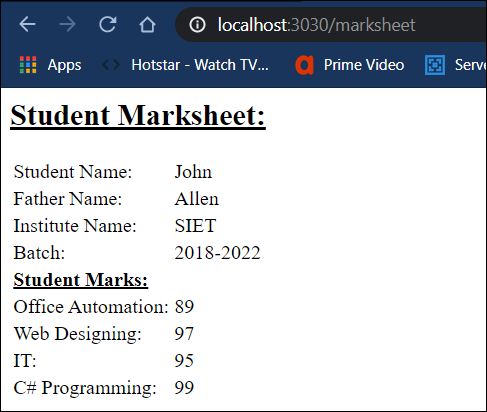 localhost:3030/marksheet
Apps Hotstar - Watch TV... Prime Video Serve
Student Marksheet:
Student Name: John
Father Name: Allen
Institute Name: SIET
Batch: 2018-2022
Student Marks:
Office Automation: 89
Web Designing: 97
IT: 95
C# Programming: 99